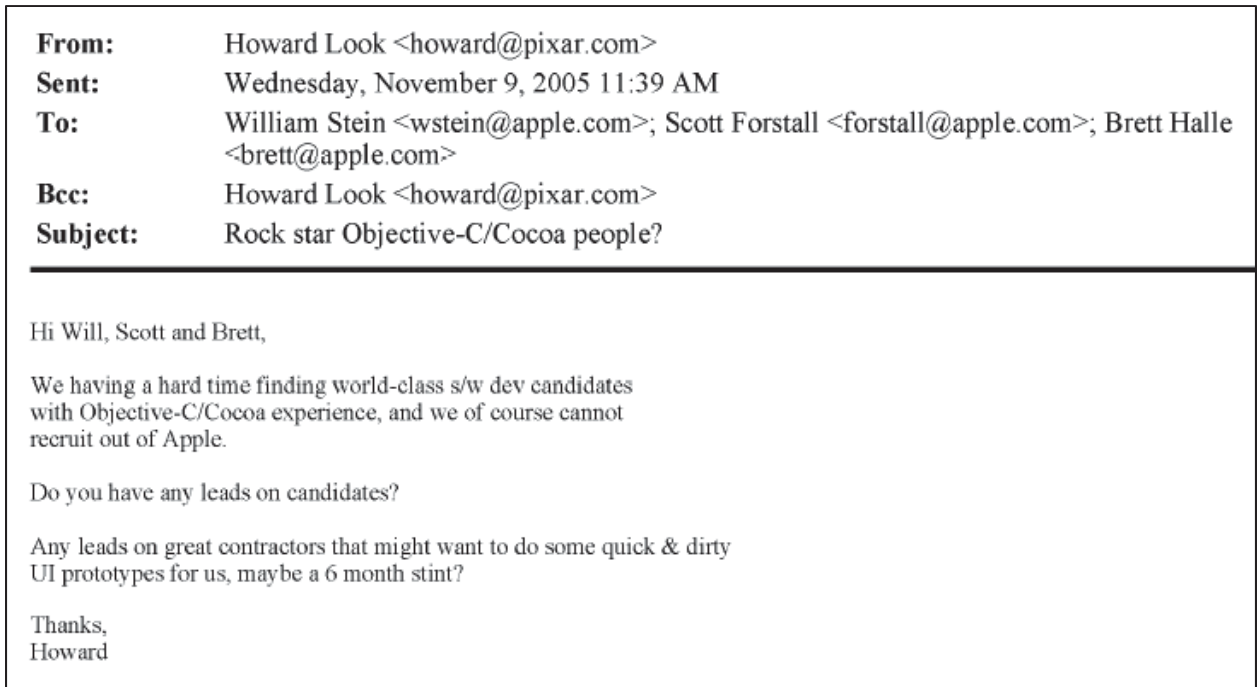 From: Howard Look <howard@pixar.com>
Sent: Wednesday, November 9, 2005 11:39 AM
To: William Stein <wstein@apple.com>; Scott Forstall <forstall@apple.com>; Brett Halle
<brett@apple.com>
Bcc: Howard Look <howard@pixar.com>
Subject: Rock star Objective-C/Cocoa people?
Hi Will, Scott and Brett,
We having a hard time finding world-class s/w dev candidates
with Objective-C/Cocoa experience, and we of course cannot
recruit out of Apple.
Do you have any leads on candidates?
Any leads on great contractors that might want to do some quick & dirty
UI prototypes for us, maybe a 6 month stint?
Thanks,
Howard